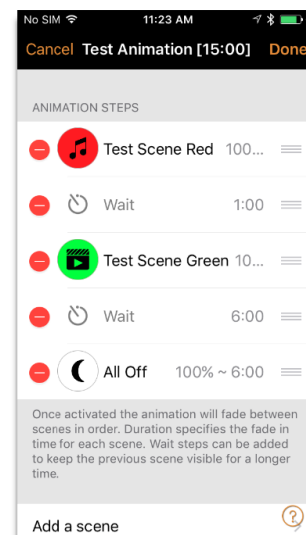 No SIM 11:23 AM
Cancel Test Animation [15:00] Done
ANIMATION STEPS
Test Scene Red 100...
Wait 1:00
Test Scene Green 10...
Wait 6:00
All Off 100% ~ 6:00
Once activated the animation will fade between
scenes in order. Duration specifies the fade in
time for each scene. Wait steps can be added
to keep the previous scene visible for a longer
time.
Add a scene
?